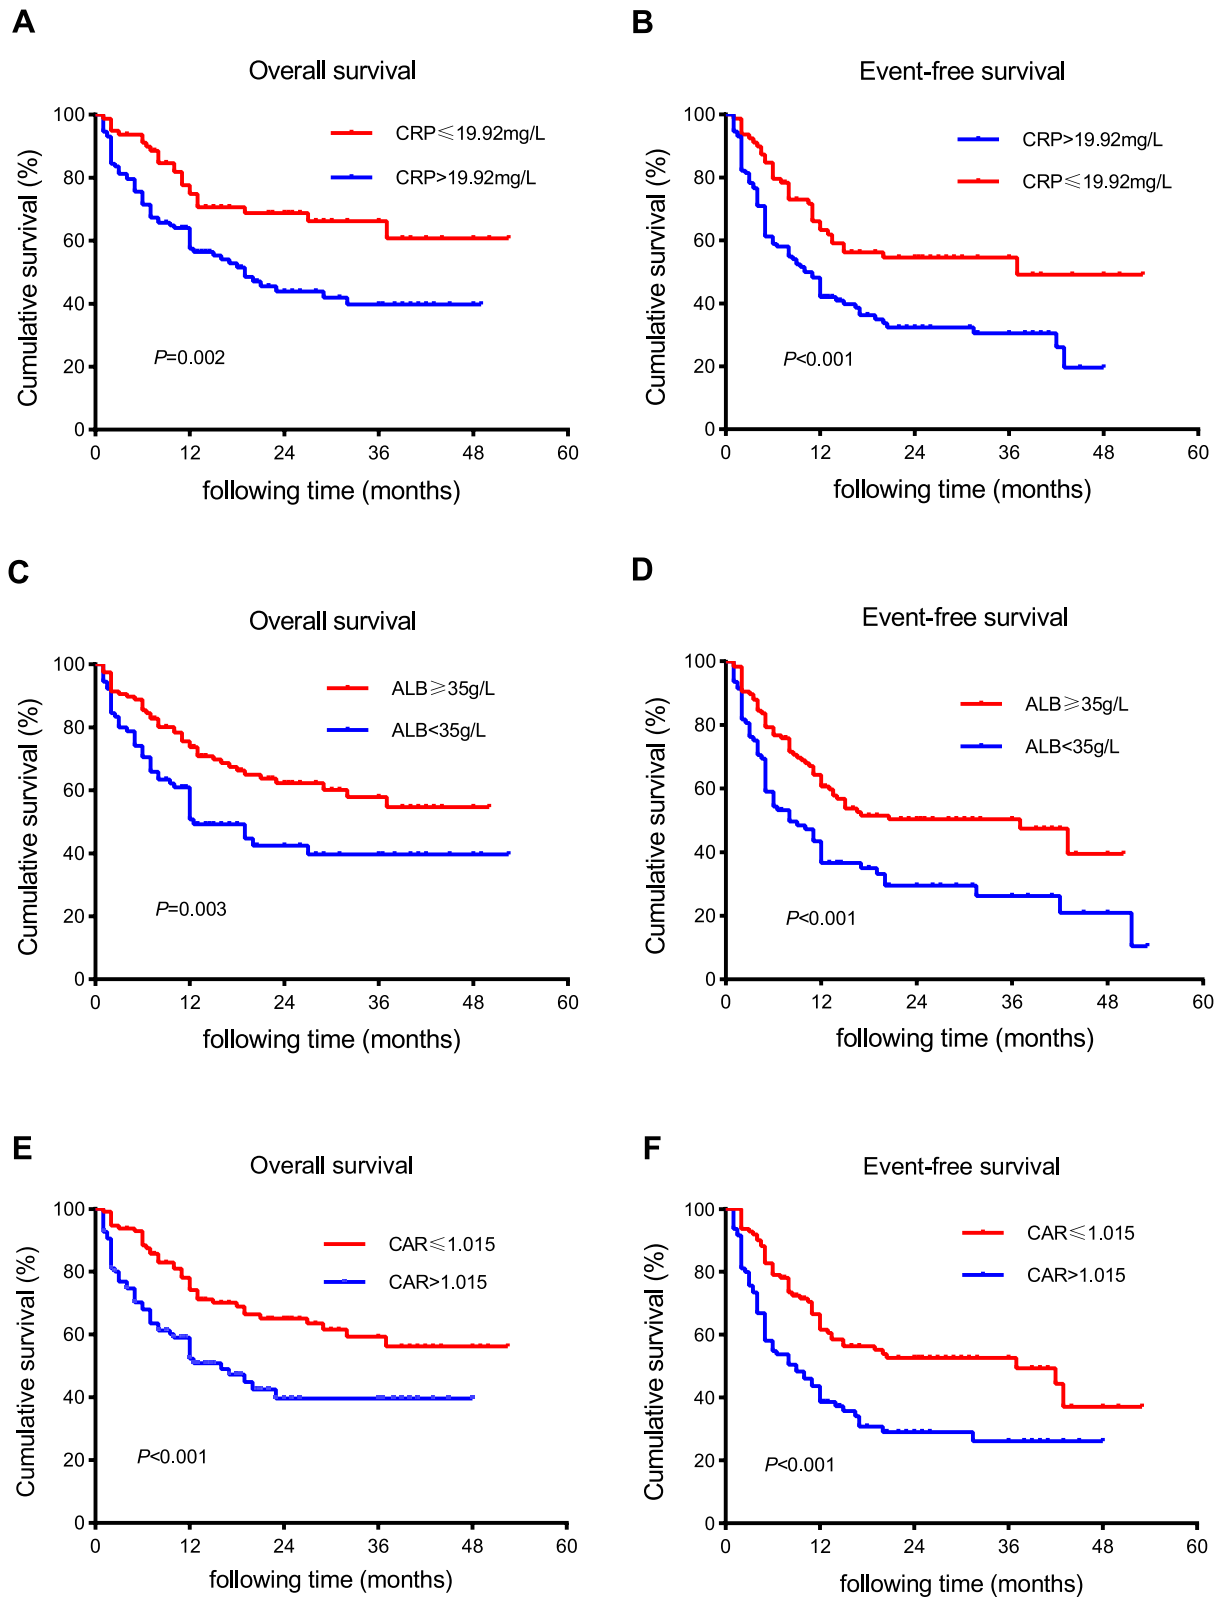 A
Overall survival
CRP≤19.92mg/L
CRP>19.92mg/L
Cumulative survival (%)
100
80
60
40
20
0
P=0.002
0 12 24 36 48 60
following time (months)
B
Event-free survival
CRP>19.92mg/L
CRP≤19.92mg/L
Cumulative survival (%)
100
80
60
40
20
0
P<0.001
0 12 24 36 48 60
following time (months)
C
Overall survival
ALB≥35g/L
ALB<35g/L
Cumulative survival (%)
100
80
60
40
20
0
P=0.003
0 12 24 36 48 60
following time (months)
D
Event-free survival
ALB≥35g/L
ALB<35g/L
Cumulative survival (%)
100
80
60
40
20
0
P<0.001
0 12 24 36 48 60
following time (months)
E
Overall survival
CAR≤1.015
CAR>1.015
Cumulative survival (%)
100
80
60
40
20
0
P<0.001
0 12 24 36 48 60
following time (months)
F
Event-free survival
CAR≤1.015
CAR>1.015
Cumulative survival (%)
100
80
60
40
20
0
P<0.001
0 12 24 36 48 60
following time (months)